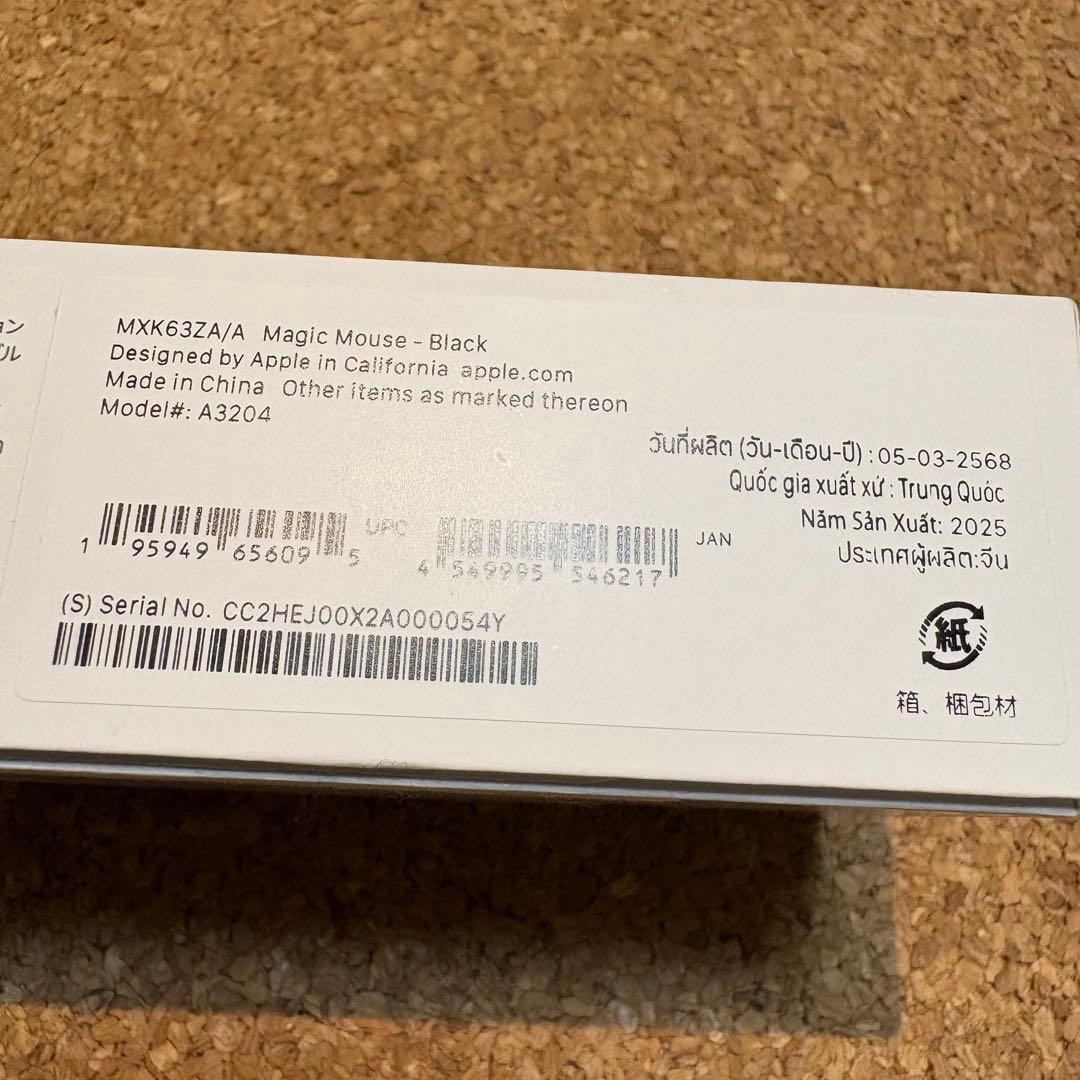 ョン
ブル
MXK63ZA/A Magic Mouse – Black
Designed by Apple in California apple.com
Made in China Other items as marked thereon
Model#: A3204
วันที่ผลิต (วัน-เดือน-ปี) : 05-03-2568
Quốc gia xuất xứ : Trung Quốc
Năm Sản Xuất: 2025
ประเทศผู้ผลิต:จีน
1 95949 65609 5 UPC
4 549995 546217 JAN
(S) Serial No. CC2HEJ00X2A000054Y
紙
箱、梱包材